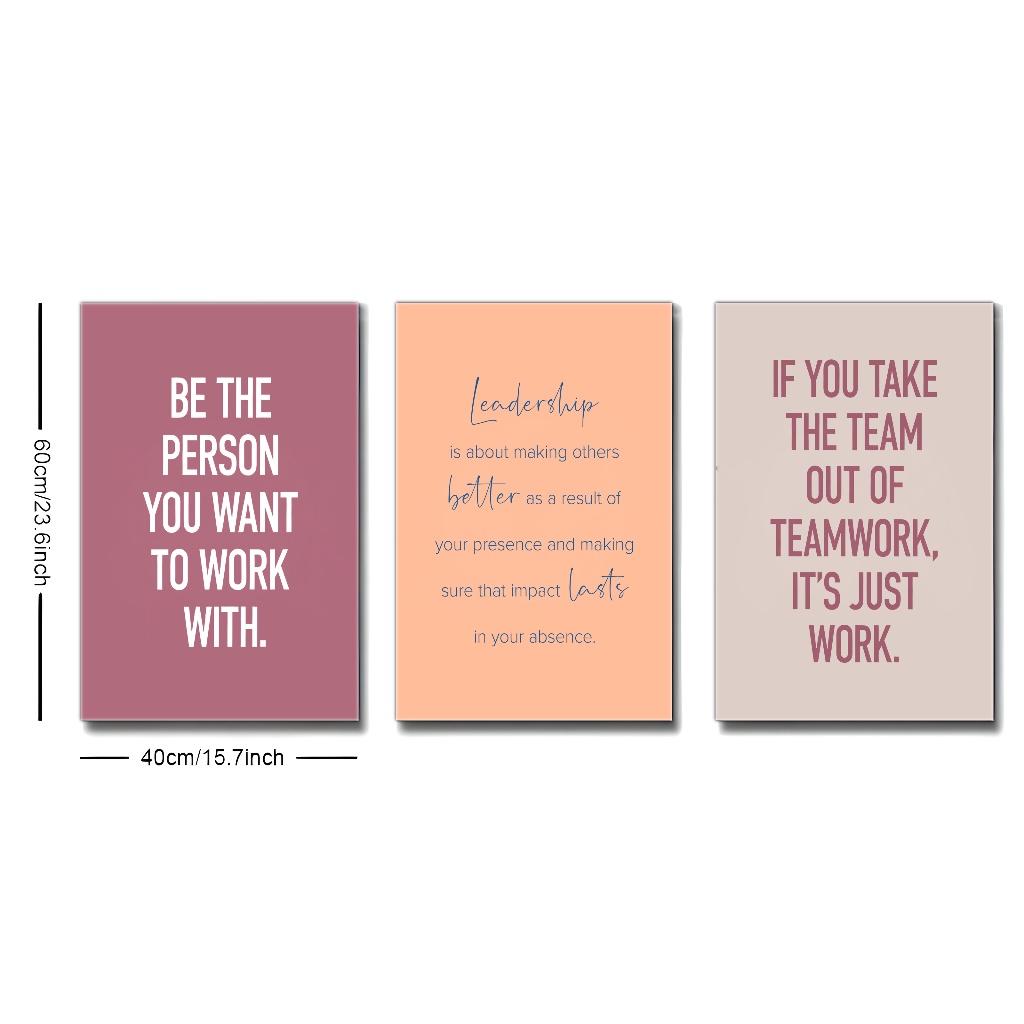 BE THE
PERSON
YOU WANT
TO WORK
WITH.
Leadership
is about making others
better as a result of
your presence and making
sure that impact lasts
in your absence.
IF YOU TAKE
THE TEAM
OUT OF
TEAMWORK,
IT'S JUST
WORK.
60cm/23.6inch
40cm/15.7inch